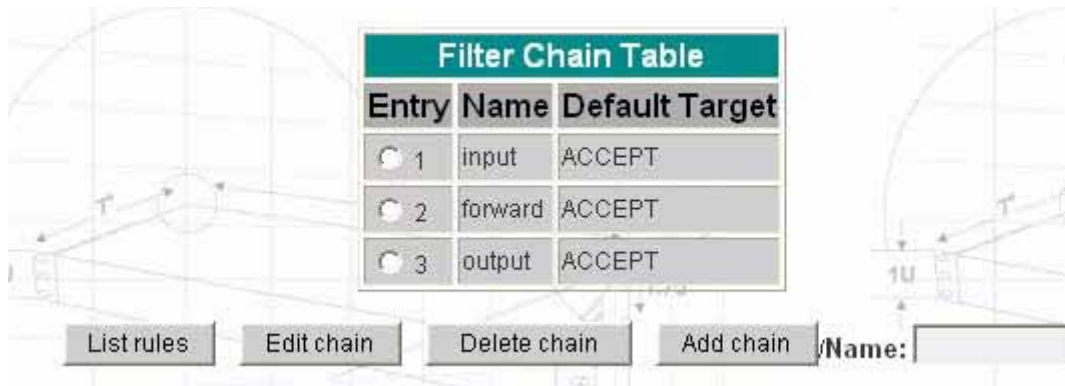 Filter Chain Table
Entry Name Default Target
1 input ACCEPT
2 forward ACCEPT
3 output ACCEPT
1U
List rules Edit chain Delete chain Add chain /Name: